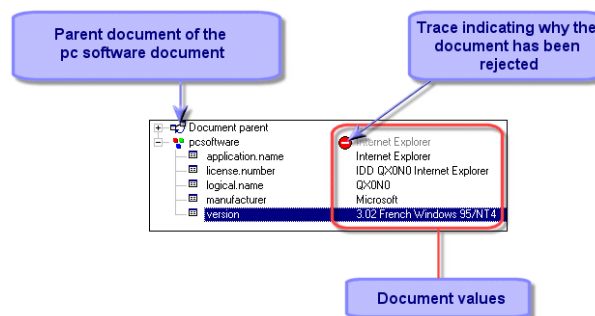 Parent document of the
pc software document
Trace indicating why the
document has been
rejected
Document parent
pcsoftware
Internet Explorer
application.name
Internet Explorer
license.number
IDD QX0N0 Internet Explorer
logical.name
QX0N0
manufacturer
Microsoft
version
3.02 French Windows 95/NT4
Document values